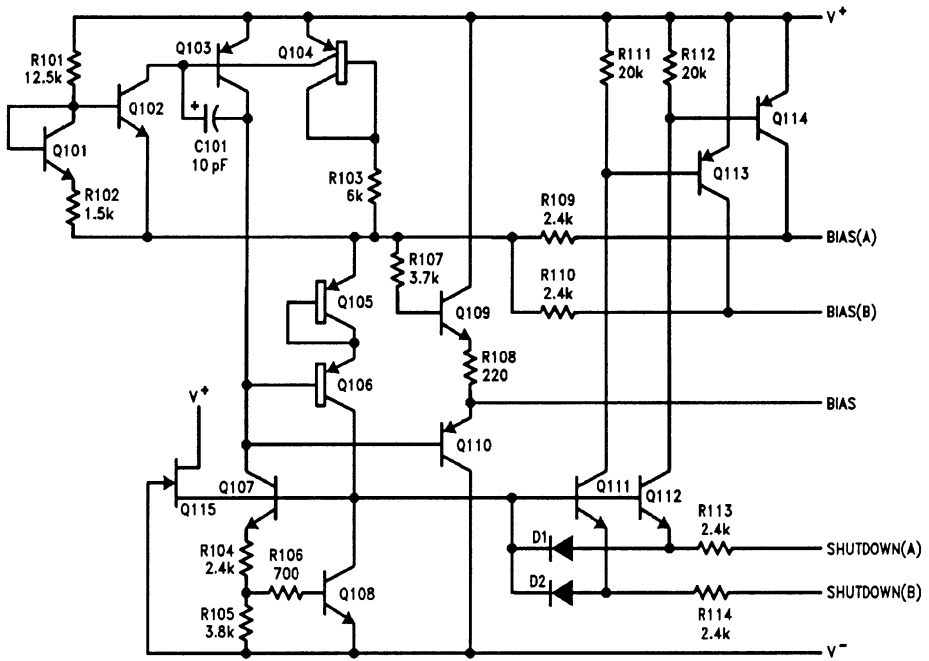 V+
R101
12.5k
Q103
Q104
R111
20k
R112
20k
Q102
+
C101
10 pF
Q114
Q101
Q113
R102
1.5k
R103
6k
R109
2.4k
BIAS(A)
R107
3.7k
R110
2.4k
Q105
Q109
BIAS(B)
R108
220
Q106
V+
BIAS
Q110
Q107
Q111
Q112
Q115
R113
2.4k
R104
2.4k
R106
700
D1
SHUTDOWN(A)
D2
Q108
SHUTDOWN(B)
R105
3.8k
R114
2.4k
V-